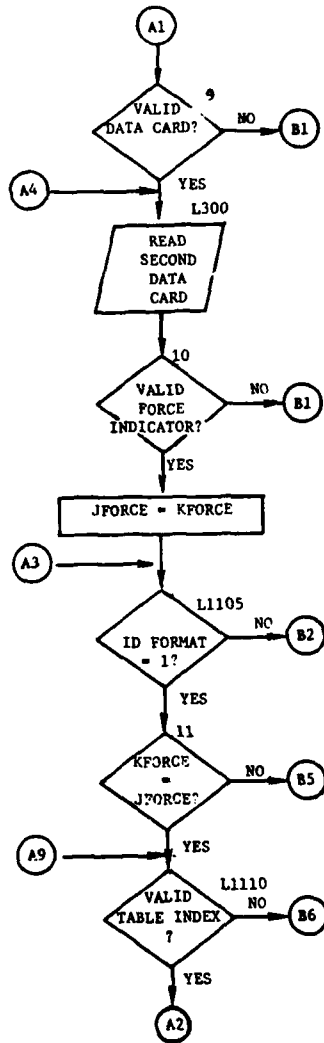 A1
9
VALID
DATA CARD?
NO
B1
A4
YES
L300
READ
SECOND
DATA
CARD
10
VALID
FORCE
INDICATOR?
NO
B1
YES
JFORCE = KFORCE
A3
L1105
ID FORMAT
= 1?
NO
B2
YES
11
KFORCE
=
JFORCE?
NO
B5
A9
YES
L1110
VALID
TABLE INDEX
?
NO
B6
YES
A2